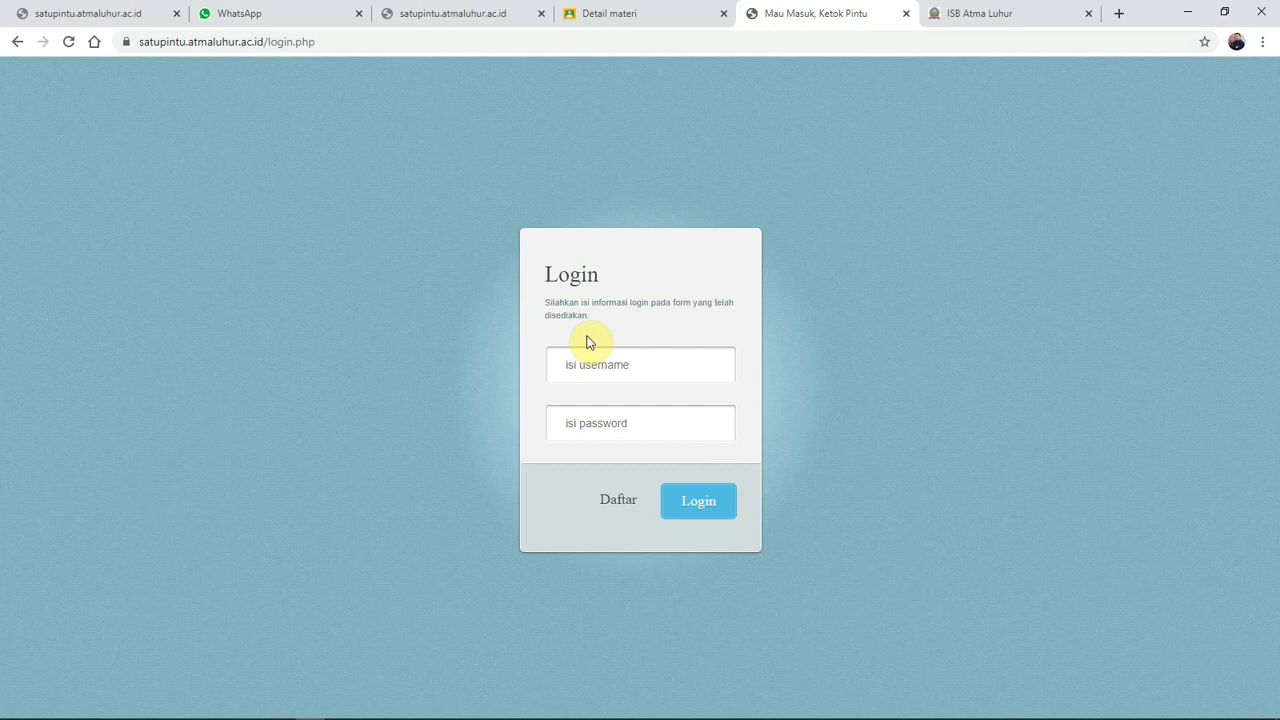 satupintu.atmaluhur.ac.id
WhatsApp
satupintu.atmaluhur.ac.id
Detail materi
Mau Masuk, Ketok Pintu
ISB Atma Luhur
satupintu.atmaluhur.ac.id/login.php
Login
Silahkan isi informasi login pada form yang telah
disediakan.
isi username
isi password
Daftar
Login